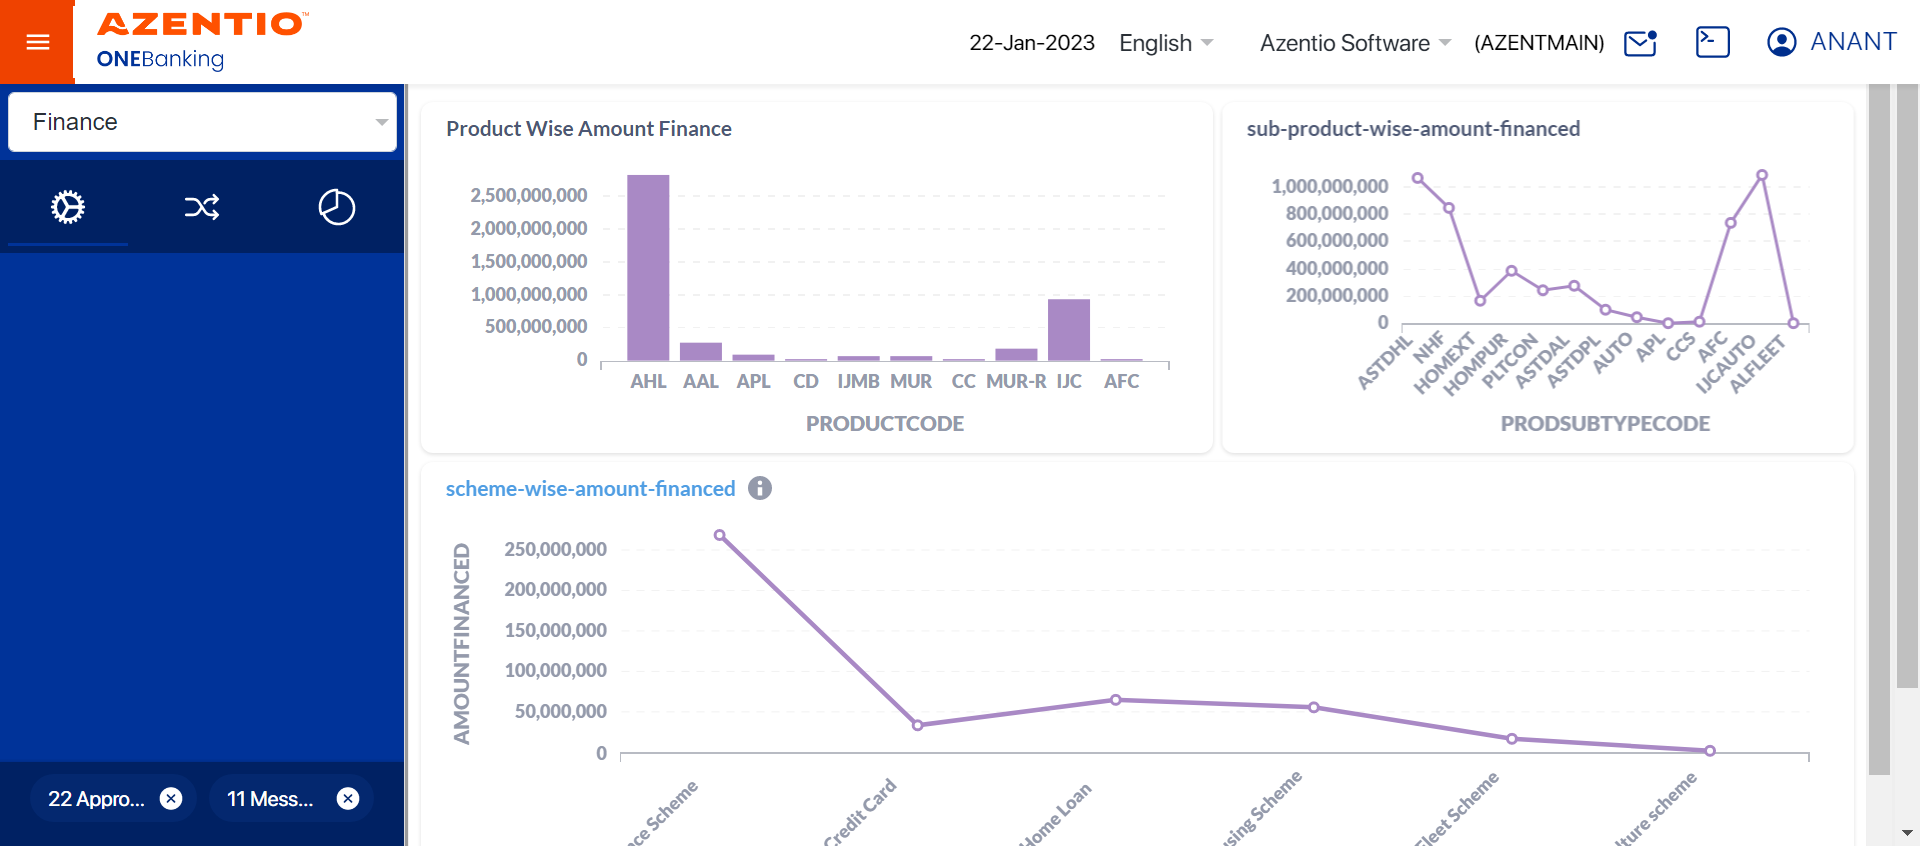 AZENTIO™
ONEBanking
22-Jan-2023 English Azentio Software (AZENTMAIN) ANANT
Finance
22 Appro... 11 Mess...
Product Wise Amount Finance
2,500,000,000
2,000,000,000
1,500,000,000
1,000,000,000
500,000,000
0
AHL AAL APL CD IJMB MUR CC MUR-R IJC AFC
PRODUCTCODE
sub-product-wise-amount-financed
1,000,000,000
800,000,000
600,000,000
400,000,000
200,000,000
0
ASTDHL NHF HOMEXT HOMPUR PLTCON ASTDAL ASTDPL AUTO APL CCS AFC IJCAUTO ALFLEET
PRODSUBTYPECODE
scheme-wise-amount-financed
AMOUNTFINANCED
250,000,000
200,000,000
150,000,000
100,000,000
50,000,000
0
Scheme Credit Card Home Loan Scheme Fleet Scheme scheme